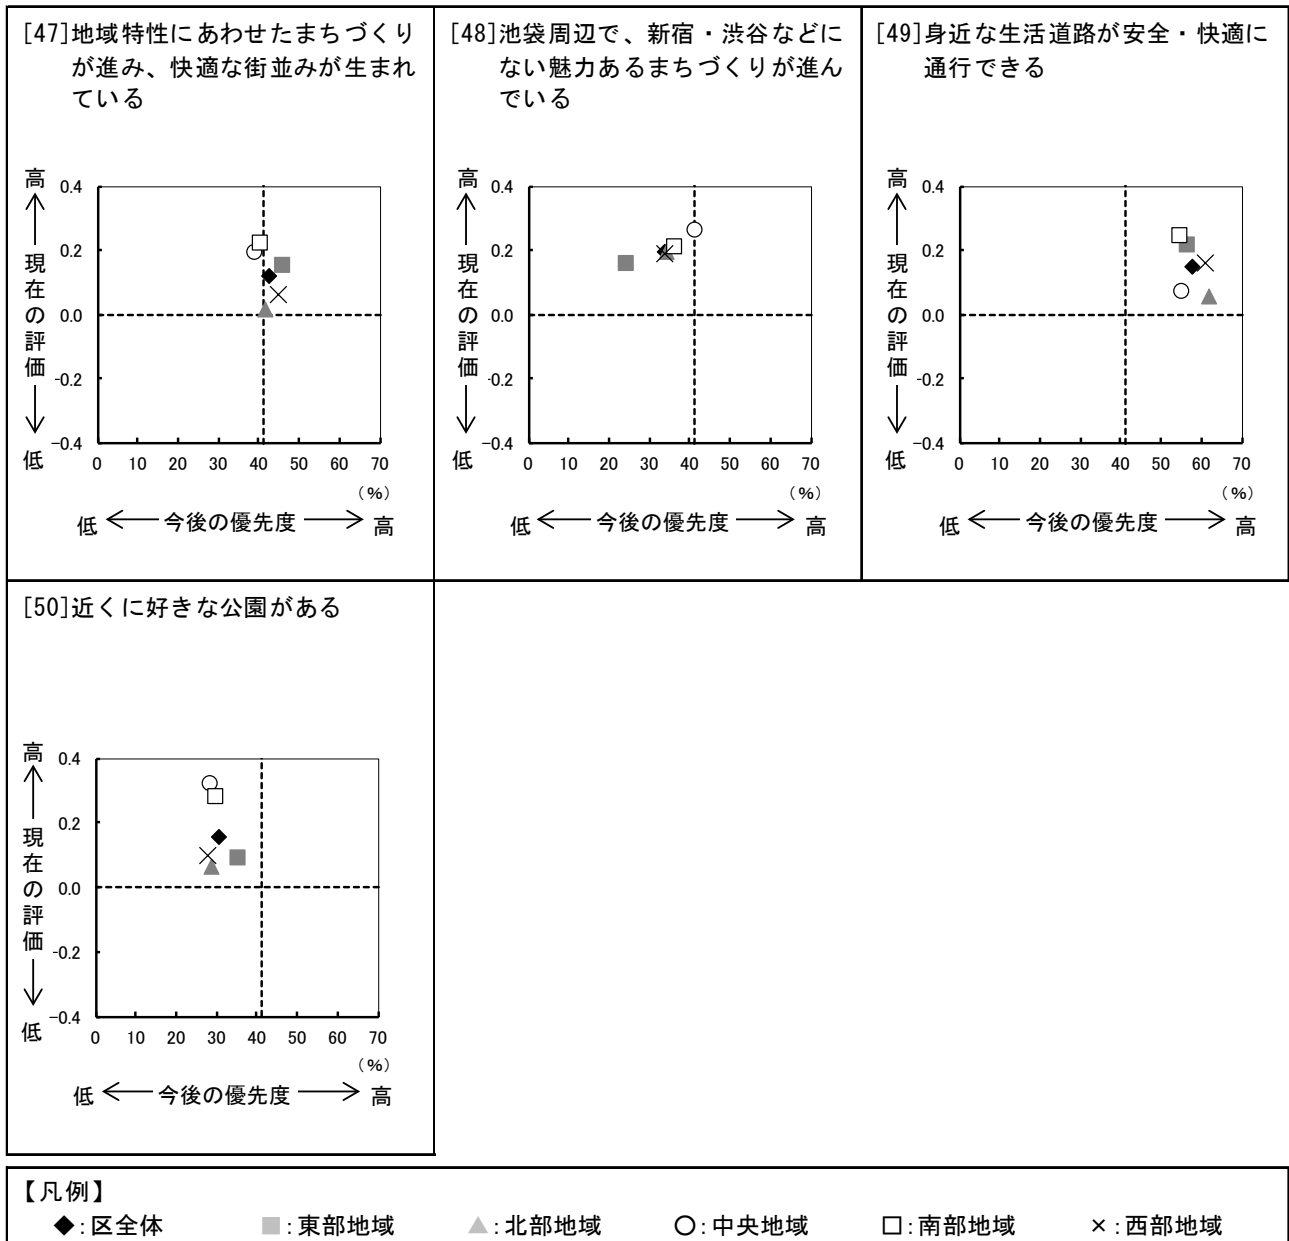 [47]地域特性にあわせたまちづくり
が進み、快適な街並みが生まれ
ている
高
現在の評価
低
0.4
0.2
0.0
-0.2
-0.4
0 10 20 30 40 50 60 70
(%)
低 今後の優先度 高
[48]池袋周辺で、新宿・渋谷などに
ない魅力あるまちづくりが進ん
でいる
高
現在の評価
低
0.4
0.2
0.0
-0.2
-0.4
0 10 20 30 40 50 60 70
(%)
低 今後の優先度 高
[49]身近な生活道路が安全・快適に
通行できる
高
現在の評価
低
0.4
0.2
0.0
-0.2
-0.4
0 10 20 30 40 50 60 70
(%)
低 今後の優先度 高
[50]近くに好きな公園がある
高
現在の評価
低
0.4
0.2
0.0
-0.2
-0.4
0 10 20 30 40 50 60 70
(%)
低 今後の優先度 高
【凡例】
◆:区全体 ■:東部地域 ▲:北部地域 ○:中央地域 □:南部地域 ×:西部地域